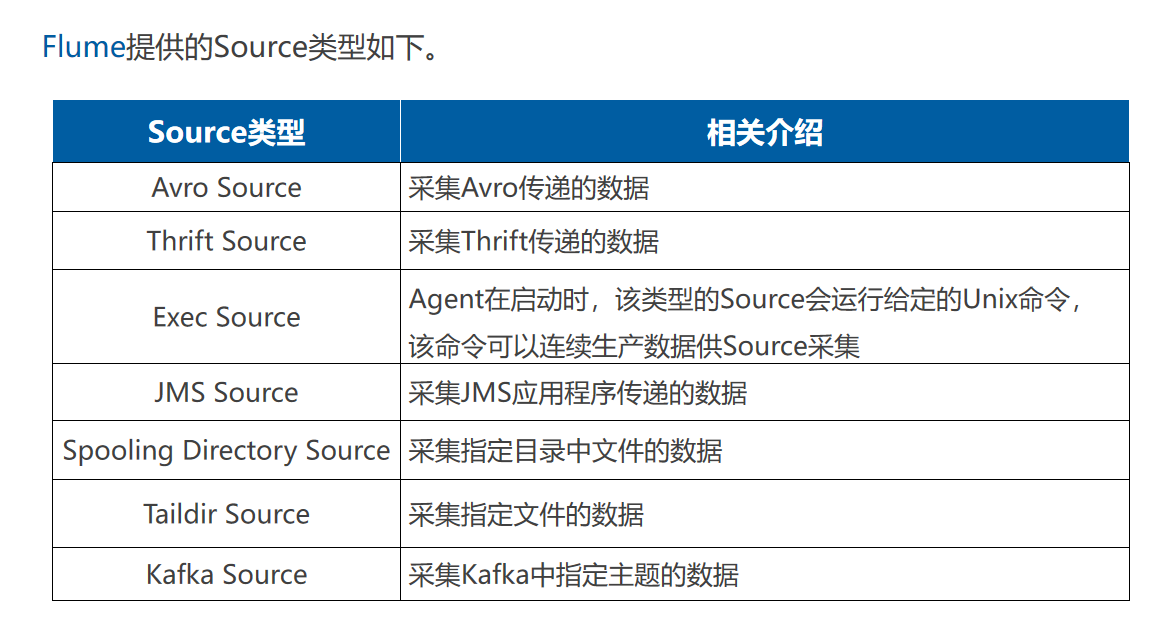 Flume提供的Source类型如下。
Source类型 相关介绍
Avro Source 采集Avro传递的数据
Thrift Source 采集Thrift传递的数据
Exec Source Agent在启动时，该类型的Source会运行给定的Unix命令，
该命令可以连续生产数据供Source采集
JMS Source 采集JMS应用程序传递的数据
Spooling Directory Source 采集指定目录中文件的数据
Taildir Source 采集指定文件的数据
Kafka Source 采集Kafka中指定主题的数据